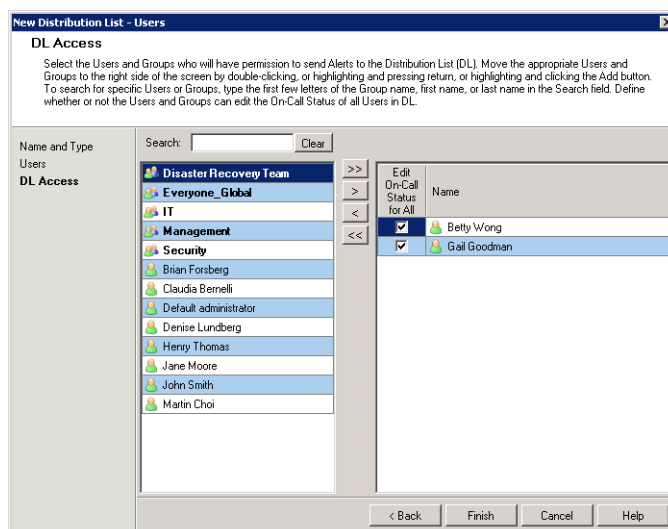 New Distribution List - Users
DL Access
Select the Users and Groups who will have permission to send Alerts to the Distribution List (DL). Move the appropriate Users and
Groups to the right side of the screen by double-clicking, or highlighting and pressing return, or highlighting and clicking the Add button.
To search for specific Users or Groups, type the first few letters of the Group name, first name, or last name in the Search field. Define
whether or not the Users and Groups can edit the On-Call Status of all Users in DL.
Name and Type
Users
DL Access
Search:
Clear
Disaster Recovery Team
Everyone_Global
IT
Management
Security
Brian Forsberg
Claudia Bernelli
Default administrator
Denise Lundberg
Henry Thomas
Jane Moore
John Smith
Martin Choi
>>
>
<
<<
Edit
On-Call
Status
for All
Name
Betty Wong
Gail Goodman
< Back
Finish
Cancel
Help